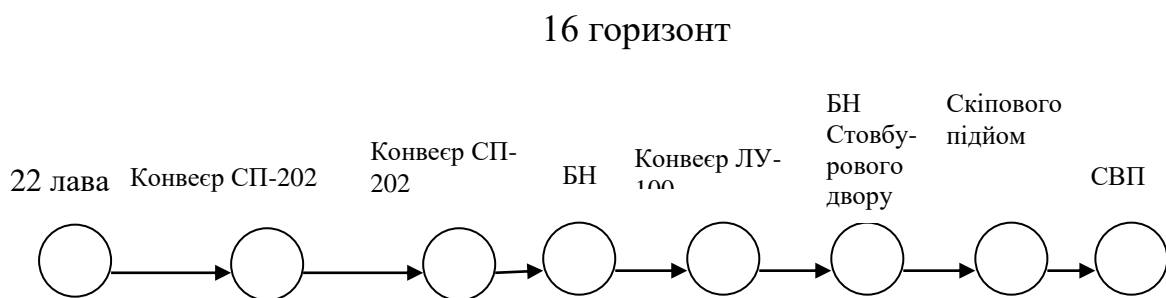 16 горизонт
22 лава
Конвеєр СП-202
Конвеєр СП-
202
БН
Конвеєр ЛУ-
100
БН
Стовбу-
рового
двору
Скіпового
підйом
СВП